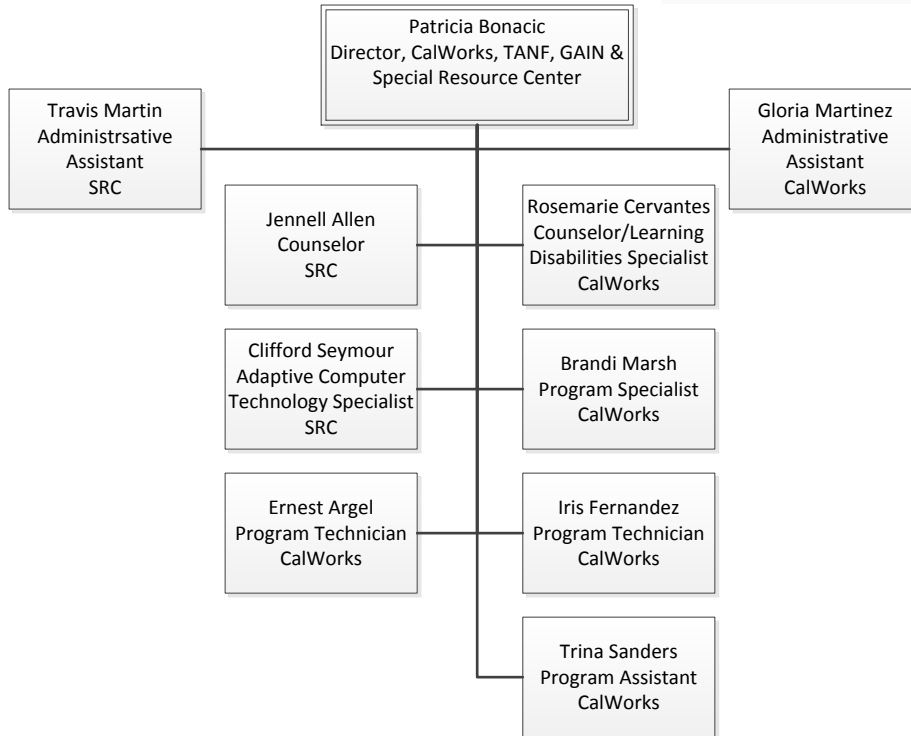 Patricia Bonacic
Director, CalWorks, TANF, GAIN &
Special Resource Center
Travis Martin
Administrsative
Assistant
SRC
Gloria Martinez
Administrative
Assistant
CalWorks
Jennell Allen
Counselor
SRC
Rosemarie Cervantes
Counselor/Learning
Disabilities Specialist
CalWorks
Clifford Seymour
Adaptive Computer
Technology Specialist
SRC
Brandi Marsh
Program Specialist
CalWorks
Ernest Argel
Program Technician
CalWorks
Iris Fernandez
Program Technician
CalWorks
Trina Sanders
Program Assistant
CalWorks